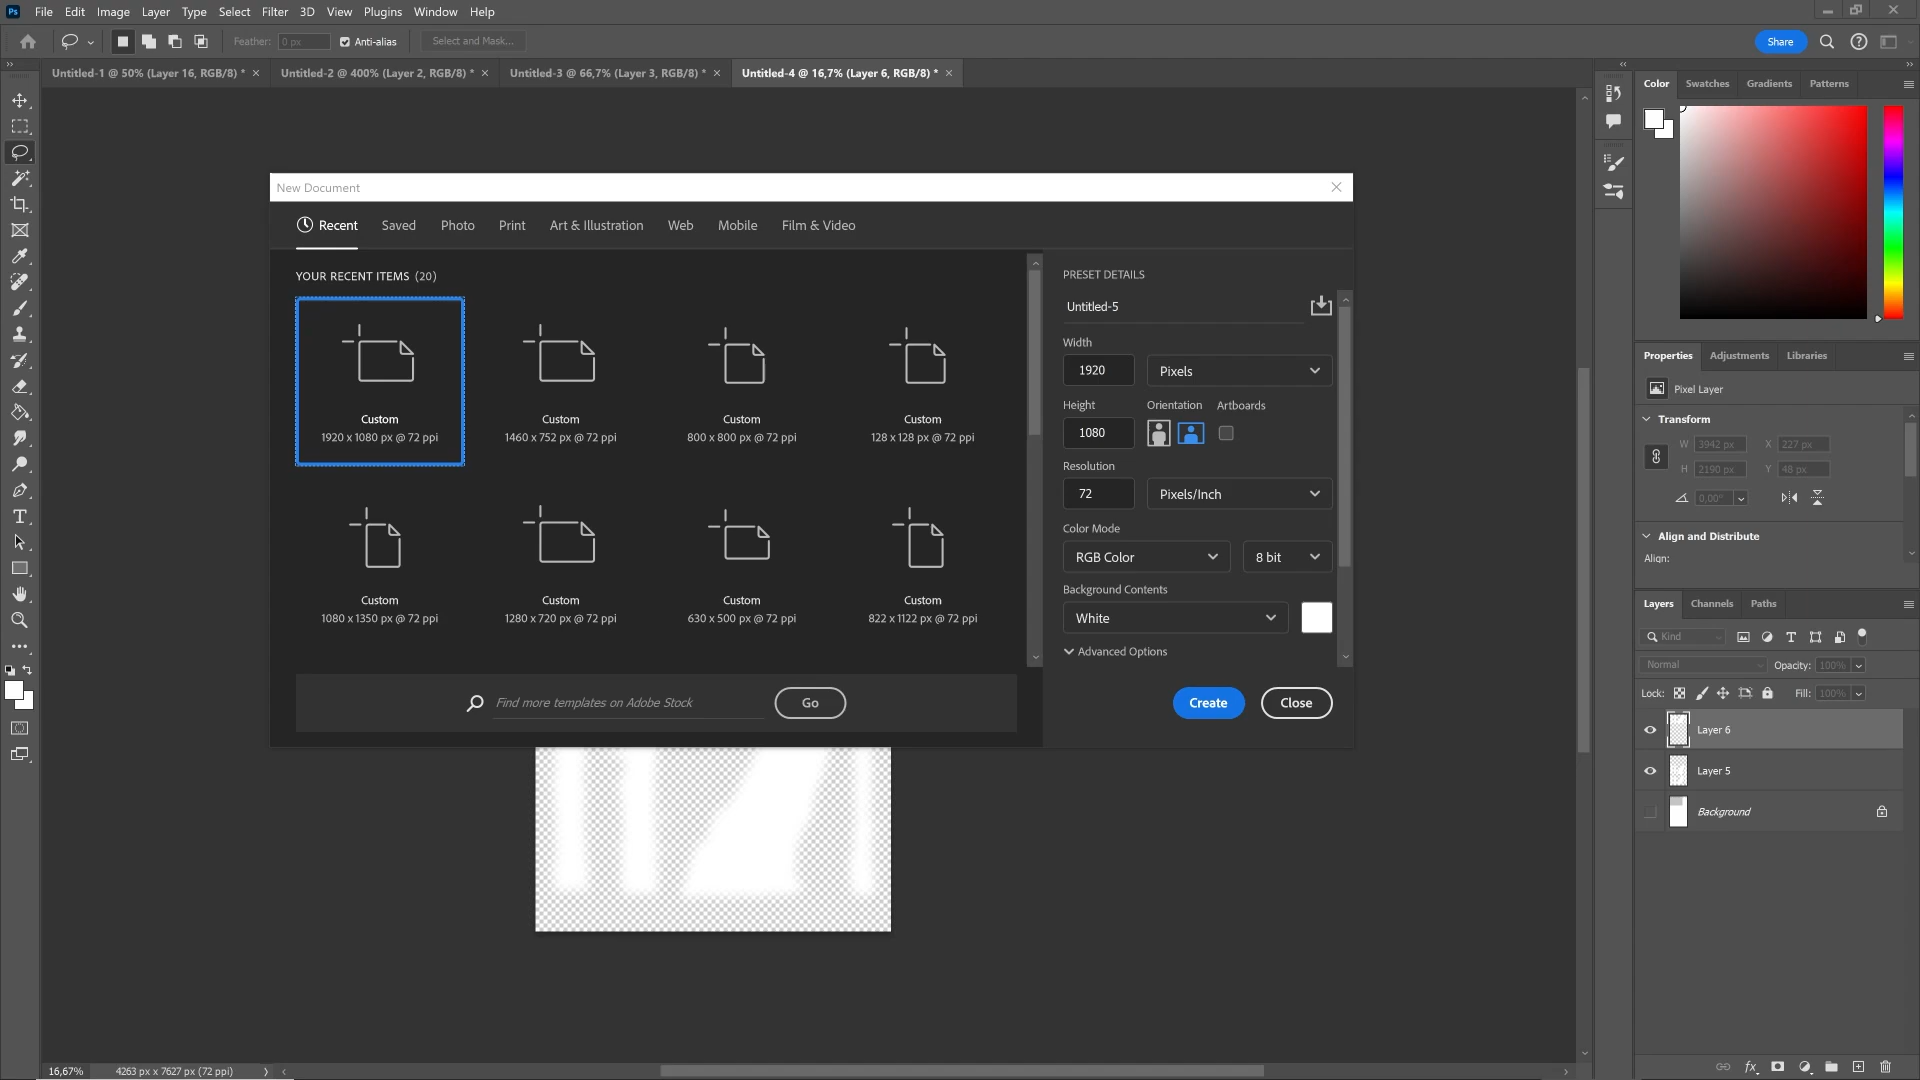 Ps File Edit Image Layer Type Select Filter 3D View Plugins Window Help
Feather: 0 px Anti-alias Select and Mask... Share
Untitled-1 @ 50% (Layer 16, RGB/8) * Untitled-2 @ 400% (Layer 2, RGB/8) * Untitled-3 @ 66,7% (Layer 3, RGB/8) * Untitled-4 @ 16,7% (Layer 6, RGB/8) *
New Document
Recent Saved Photo Print Art & Illustration Web Mobile Film & Video
YOUR RECENT ITEMS (20)
Custom
1920 x 1080 px @ 72 ppi
Custom
1460 x 752 px @ 72 ppi
Custom
800 x 800 px @ 72 ppi
Custom
128 x 128 px @ 72 ppi
Custom
1080 x 1350 px @ 72 ppi
Custom
1280 x 720 px @ 72 ppi
Custom
630 x 500 px @ 72 ppi
Custom
822 x 1122 px @ 72 ppi
Find more templates on Adobe Stock Go
PRESET DETAILS
Untitled-5
Width
1920 Pixels
Height Orientation Artboards
1080
Resolution
72 Pixels/Inch
Color Mode
RGB Color 8 bit
Background Contents
White
Advanced Options
Create Close
Color Swatches Gradients Patterns
Properties Adjustments Libraries
Pixel Layer
Transform
W 3942 px X 227 px
H 2190 px Y 48 px
0,00°
Align and Distribute
Align:
Layers Channels Paths
Kind
Normal Opacity: 100%
Lock: Fill: 100%
Layer 6
Layer 5
Background
16,67% 4263 px x 7627 px (72 ppi)